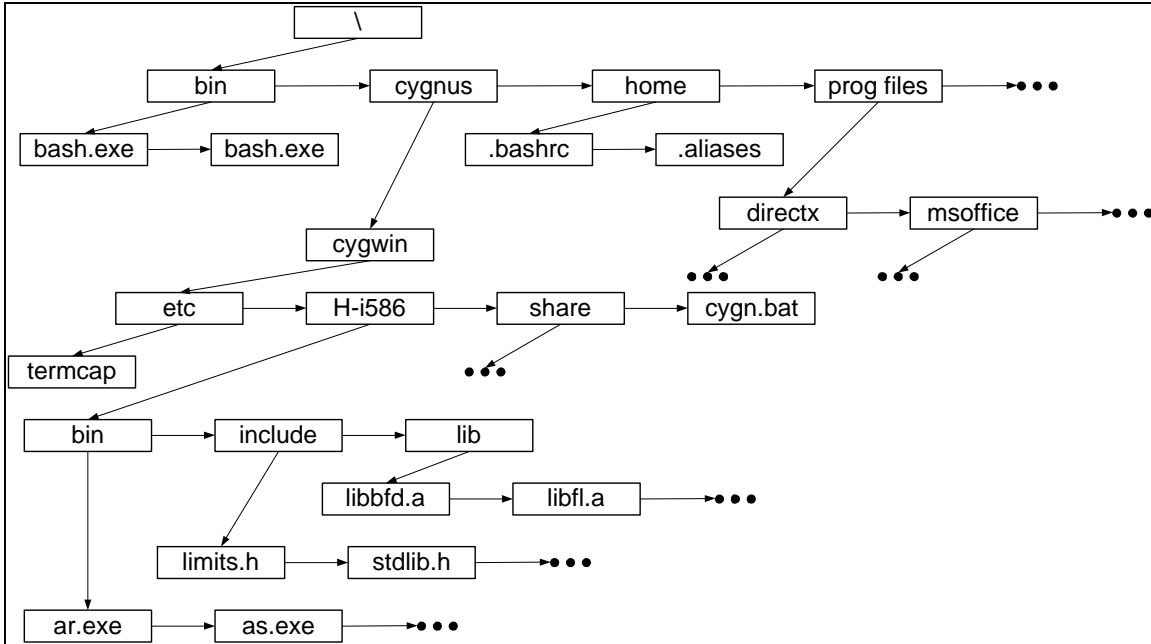 \
bin cygnus home prog files
bash.exe bash.exe .bashrc .aliases
directx msoffice
cygwin
etc H-i586 share cygn.bat
termcap
bin include lib
libbfd.a libfl.a
limits.h stdlib.h
ar.exe as.exe